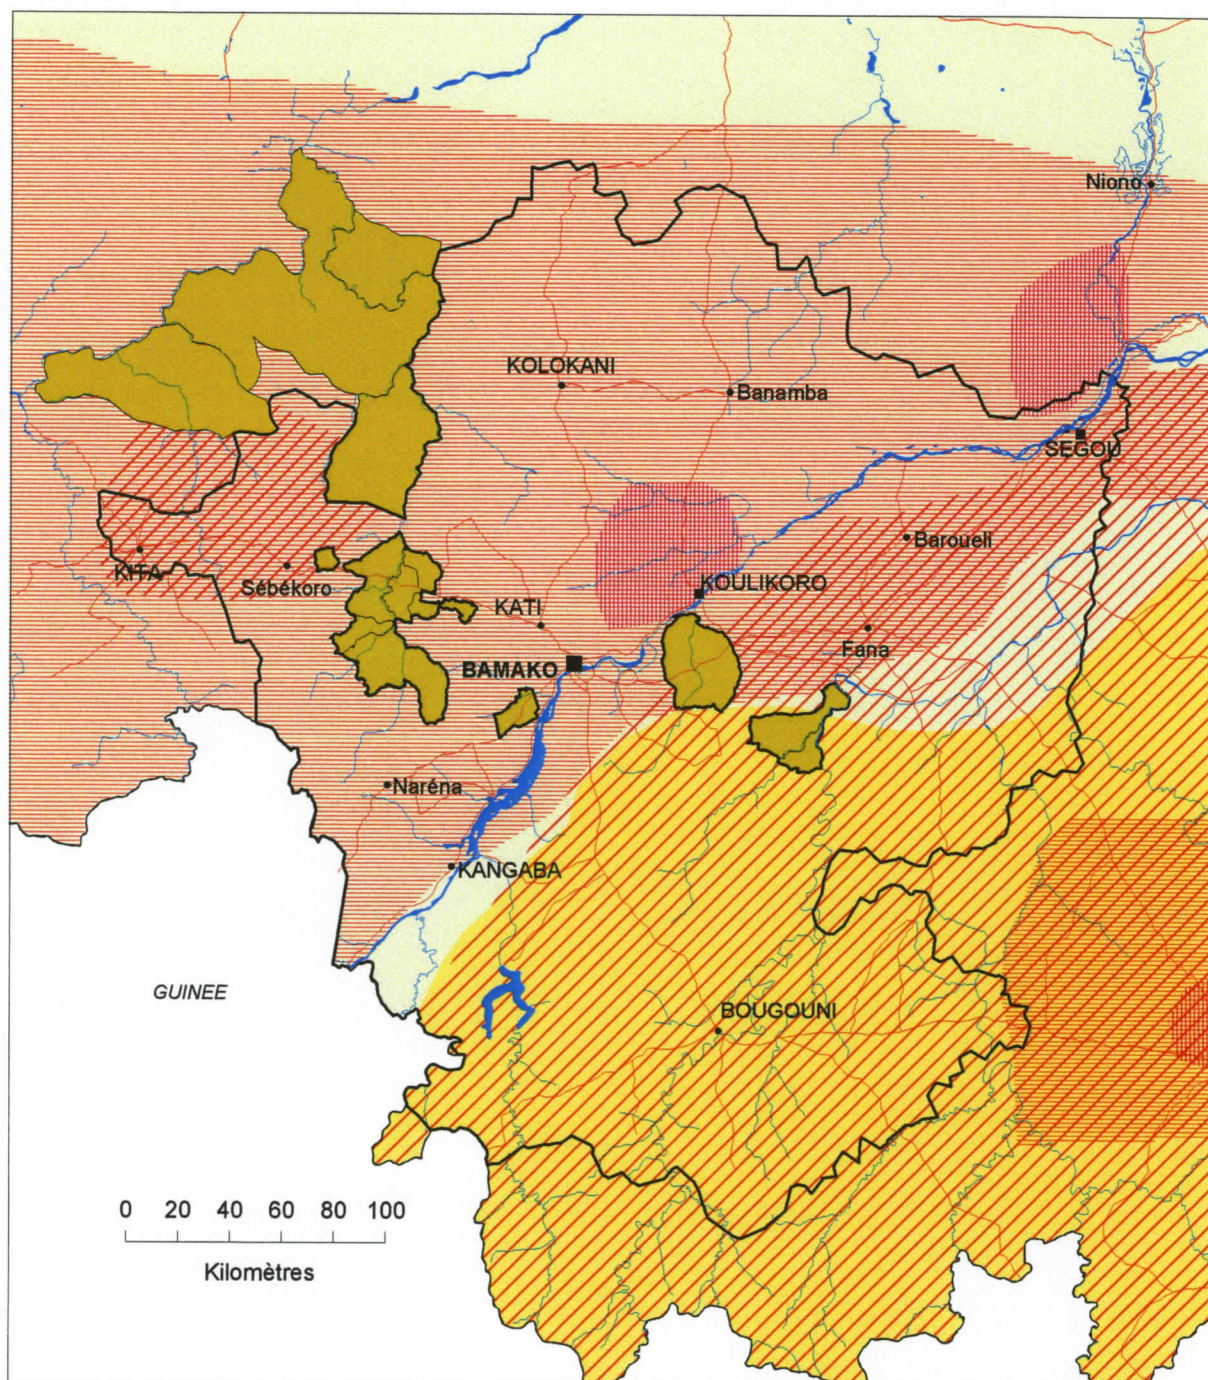 Niono
KOLOKANI
Banamba
SEGOU
Baroueli
KITA
Sébékoro
KOULIKORO
KATI
Fana
BAMAKO
Naréna
KANGABA
GUINEE
BOUGOUNI
0 20 40 60 80 100
Kilomètres